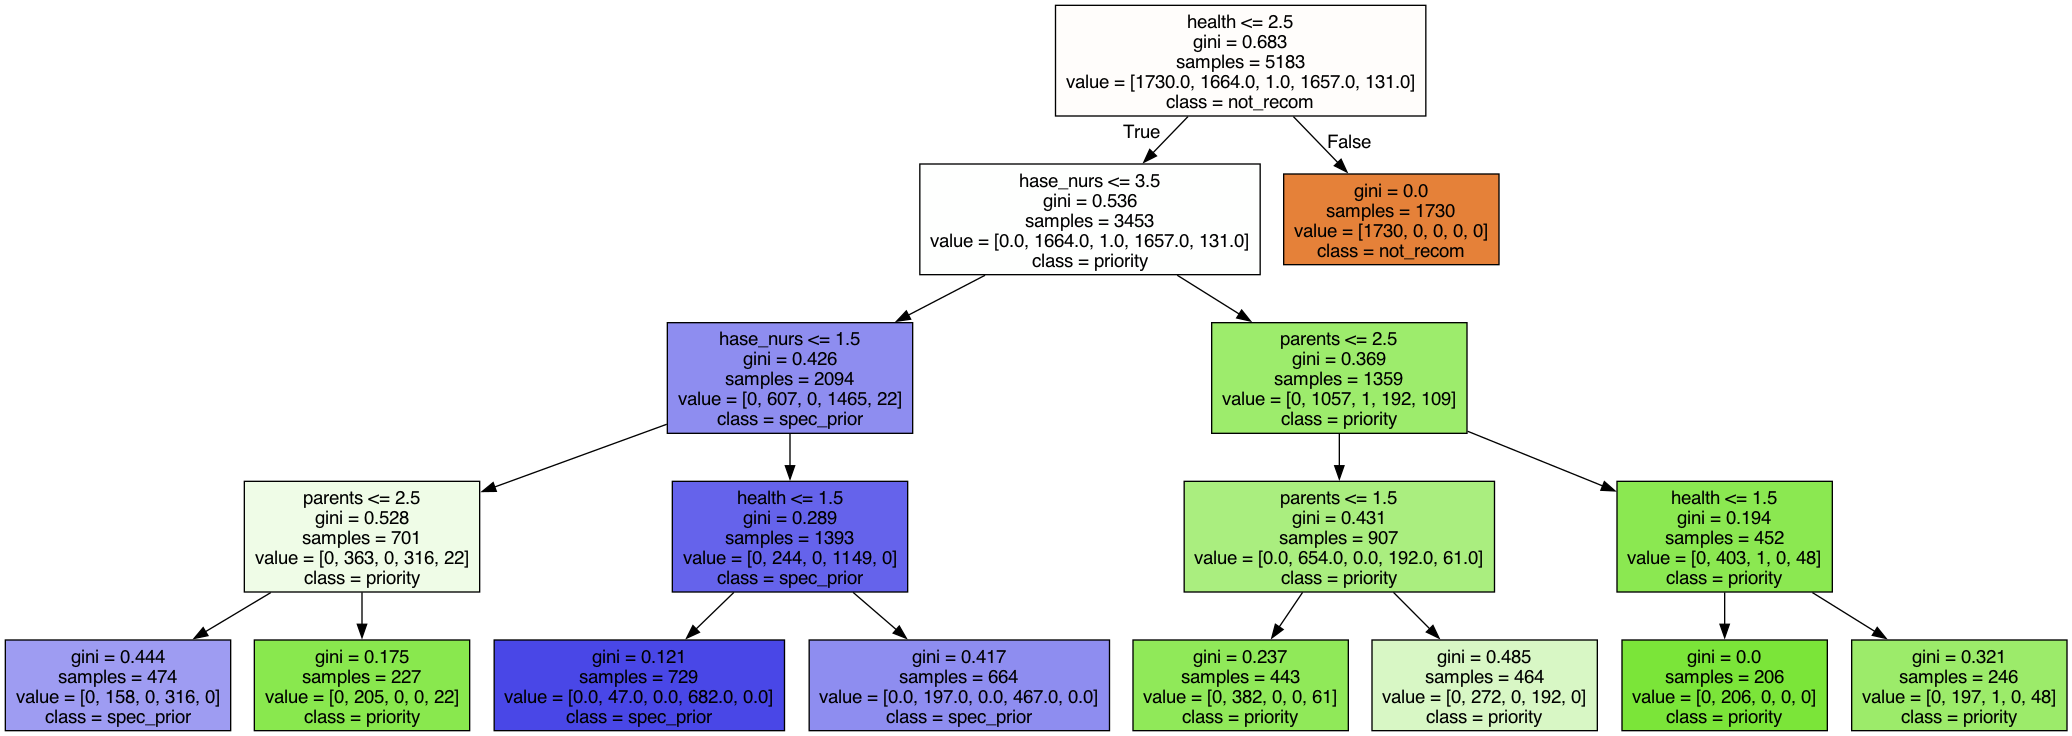 health <= 2.5
gini = 0.683
samples = 5183
value = [1730.0, 1664.0, 1.0, 1657.0, 131.0]
class = not_recom
True
False
hase_nurs <= 3.5
gini = 0.536
samples = 3453
value = [0.0, 1664.0, 1.0, 1657.0, 131.0]
class = priority
gini = 0.0
samples = 1730
value = [1730, 0, 0, 0, 0]
class = not_recom
hase_nurs <= 1.5
gini = 0.426
samples = 2094
value = [0, 607, 0, 1465, 22]
class = spec_prior
parents <= 2.5
gini = 0.369
samples = 1359
value = [0, 1057, 1, 192, 109]
class = priority
parents <= 2.5
gini = 0.528
samples = 701
value = [0, 363, 0, 316, 22]
class = priority
health <= 1.5
gini = 0.289
samples = 1393
value = [0, 244, 0, 1149, 0]
class = spec_prior
parents <= 1.5
gini = 0.431
samples = 907
value = [0.0, 654.0, 0.0, 192.0, 61.0]
class = priority
health <= 1.5
gini = 0.194
samples = 452
value = [0, 403, 1, 0, 48]
class = priority
gini = 0.444
samples = 474
value = [0, 158, 0, 316, 0]
class = spec_prior
gini = 0.175
samples = 227
value = [0, 205, 0, 0, 22]
class = priority
gini = 0.121
samples = 729
value = [0.0, 47.0, 0.0, 682.0, 0.0]
class = spec_prior
gini = 0.417
samples = 664
value = [0.0, 197.0, 0.0, 467.0, 0.0]
class = spec_prior
gini = 0.237
samples = 443
value = [0, 382, 0, 0, 61]
class = priority
gini = 0.485
samples = 464
value = [0, 272, 0, 192, 0]
class = priority
gini = 0.0
samples = 206
value = [0, 206, 0, 0, 0]
class = priority
gini = 0.321
samples = 246
value = [0, 197, 1, 0, 48]
class = priority